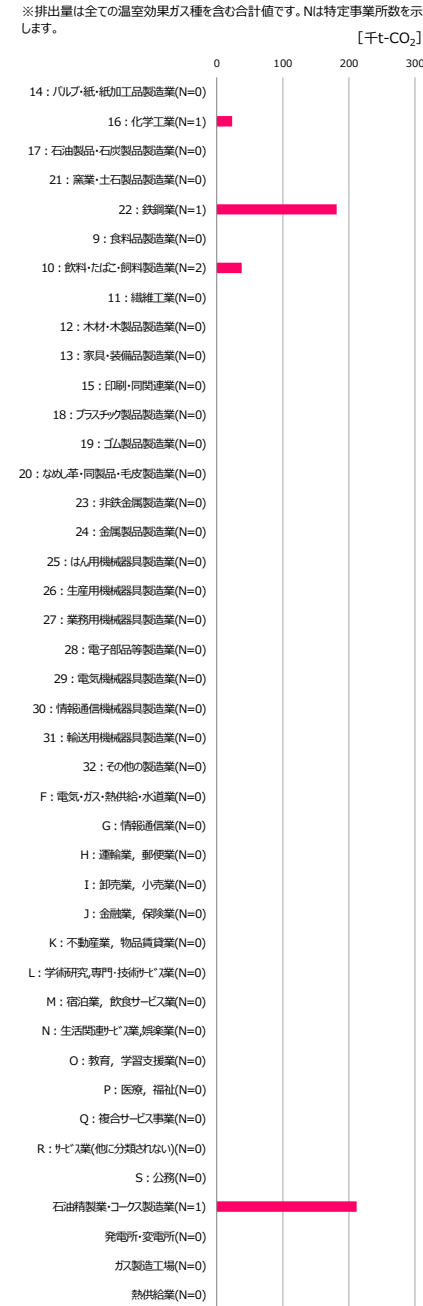 ※排出量は全ての温室効果ガス種を含む合計値です。Nは特定事業所数を示
します。
[千t-CO₂]
0 100 200 300
14：パルプ・紙・紙加工品製造業(N=0)
16：化学工業(N=1)
17：石油製品・石炭製品製造業(N=0)
21：窯業・土石製品製造業(N=0)
22：鉄鋼業(N=1)
9：食料品製造業(N=0)
10：飲料・たばこ・飼料製造業(N=2)
11：繊維工業(N=0)
12：木材・木製品製造業(N=0)
13：家具・装備品製造業(N=0)
15：印刷・同関連業(N=0)
18：プラスチック製品製造業(N=0)
19：ゴム製品製造業(N=0)
20：なめし革・同製品・毛皮製造業(N=0)
23：非鉄金属製造業(N=0)
24：金属製品製造業(N=0)
25：はん用機械器具製造業(N=0)
26：生産用機械器具製造業(N=0)
27：業務用機械器具製造業(N=0)
28：電子部品等製造業(N=0)
29：電気機械器具製造業(N=0)
30：情報通信機械器具製造業(N=0)
31：輸送用機械器具製造業(N=0)
32：その他の製造業(N=0)
F：電気・ガス・熱供給・水道業(N=0)
G：情報通信業(N=0)
H：運輸業，郵便業(N=0)
I：卸売業，小売業(N=0)
J：金融業，保険業(N=0)
K：不動産業，物品賃貸業(N=0)
L：学術研究,専門・技術ｻｰﾋﾞｽ業(N=0)
M：宿泊業，飲食サービス業(N=0)
N：生活関連ｻｰﾋﾞｽ業,娯楽業(N=0)
O：教育，学習支援業(N=0)
P：医療，福祉(N=0)
Q：複合サービス事業(N=0)
R：ｻｰﾋﾞｽ業(他に分類されない)(N=0)
S：公務(N=0)
石油精製業・コークス製造業(N=1)
発電所・変電所(N=0)
ガス製造工場(N=0)
熱供給業(N=0)